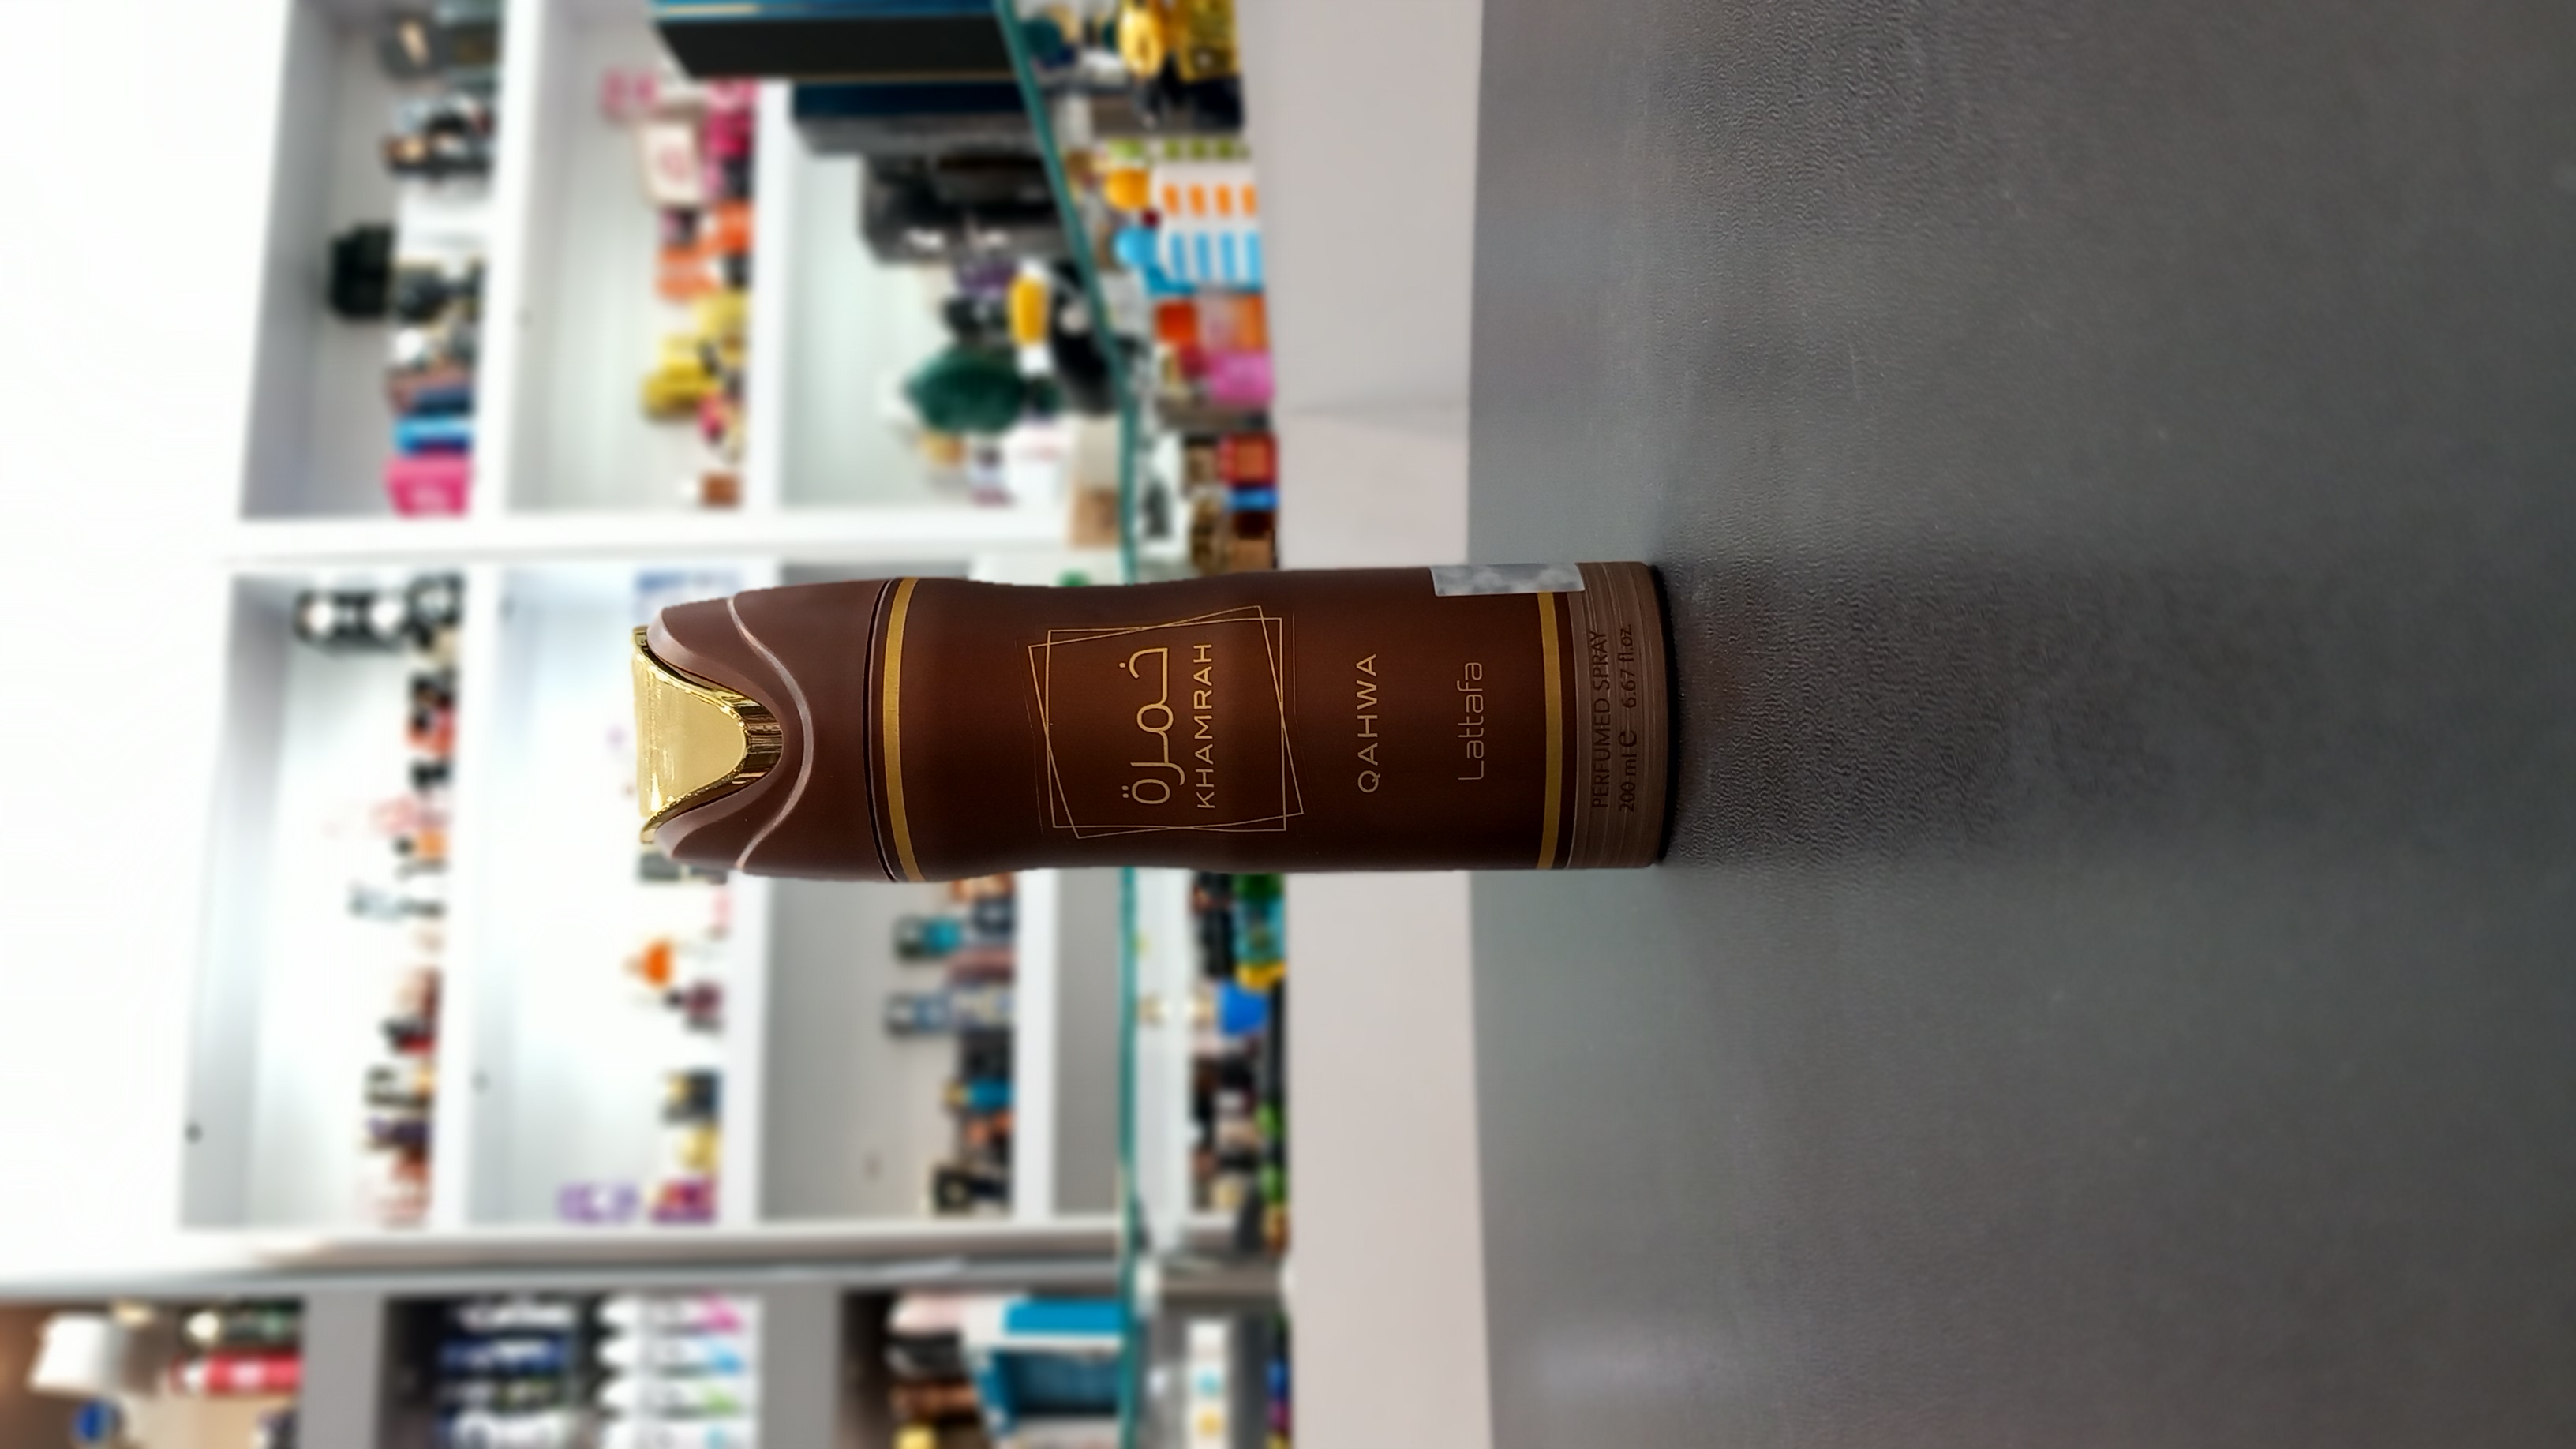 خمرة
KHAMRAH
QAHWA
Lattafa
PERFUMED SPRAY
200 ml ℮ 6.67 fl.oz.